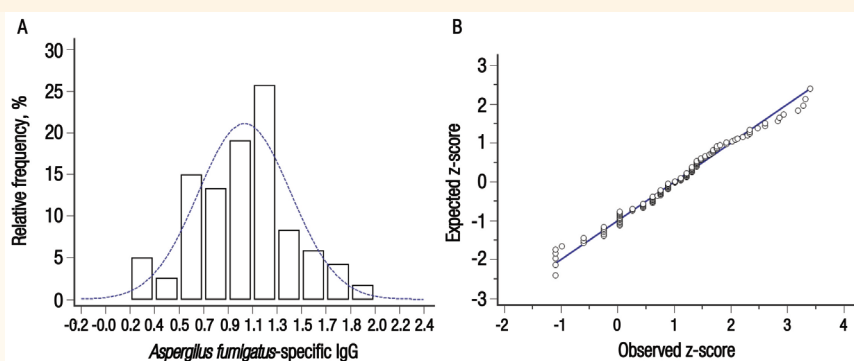 A
30
25
20
15
10
5
0
Relative frequency, %
-0.2 -0.0 0.2 0.4 0.5 0.7 0.9 1.1 1.3 1.5 1.7 2.0 2.2 2.4
Aspergilus fumigatus-specific IgG
B
3
2
1
0
-1
-2
-3
Expected z-score
-2 -1 0 1 2 3 4
Observed z-score